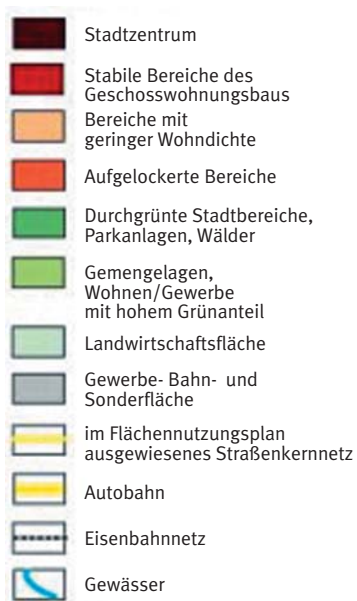 Stadtzentrum
Stabile Bereiche des
Geschosswohnungsbaus
Bereiche mit
geringer Wohndichte
Aufgelockerte Bereiche
Durchgrünte Stadtbereiche,
Parkanlagen, Wälder
Gemengelagen,
Wohnen/Gewerbe
mit hohem Grünanteil
Landwirtschaftsfläche
Gewerbe- Bahn- und
Sonderfläche
im Flächennutzungsplan
ausgewiesenes Straßenkernnetz
Autobahn
Eisenbahnnetz
Gewässer